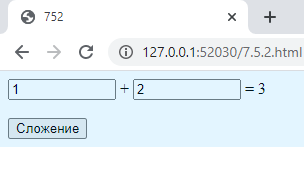 752
127.0.0.1:52030/7.5.2.html
1 + 2 = 3
Сложение